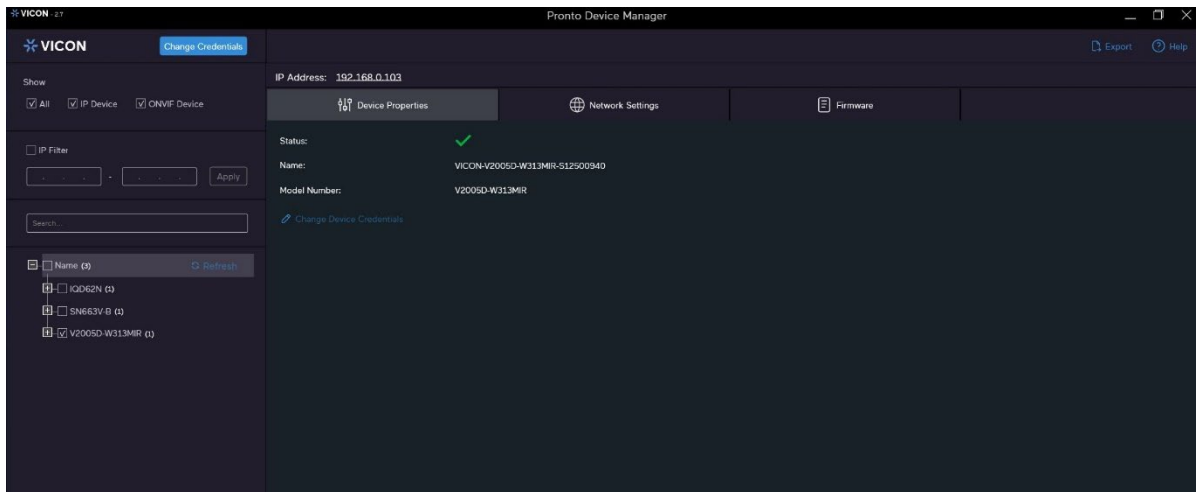 VICON - 2.7
Pronto Device Manager
VICON
Change Credentials
Export
Help
Show
All
IP Device
ONVIF Device
IP Address: 192.168.0.103
Device Properties
Network Settings
Firmware
IP Filter
. . . - . . . Apply
Search...
Status:
Name: VICON-V2005D-W313MIR-S12500940
Model Number: V2005D-W313MIR
Change Device Credentials
Name (3)
Refresh
IQD62N (1)
SN663V-B (1)
V2005D-W313MIR (1)